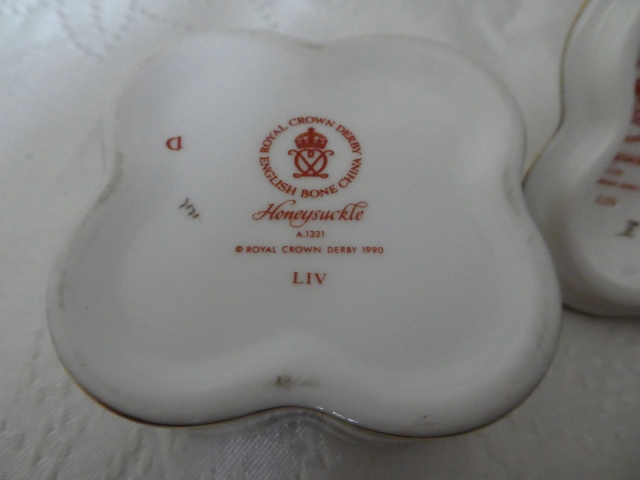 ROYAL CROWN DERBY
ENGLISH BONE CHINA
Honeysuckle
A.1321
© ROYAL CROWN DERBY 1990
LIV
D